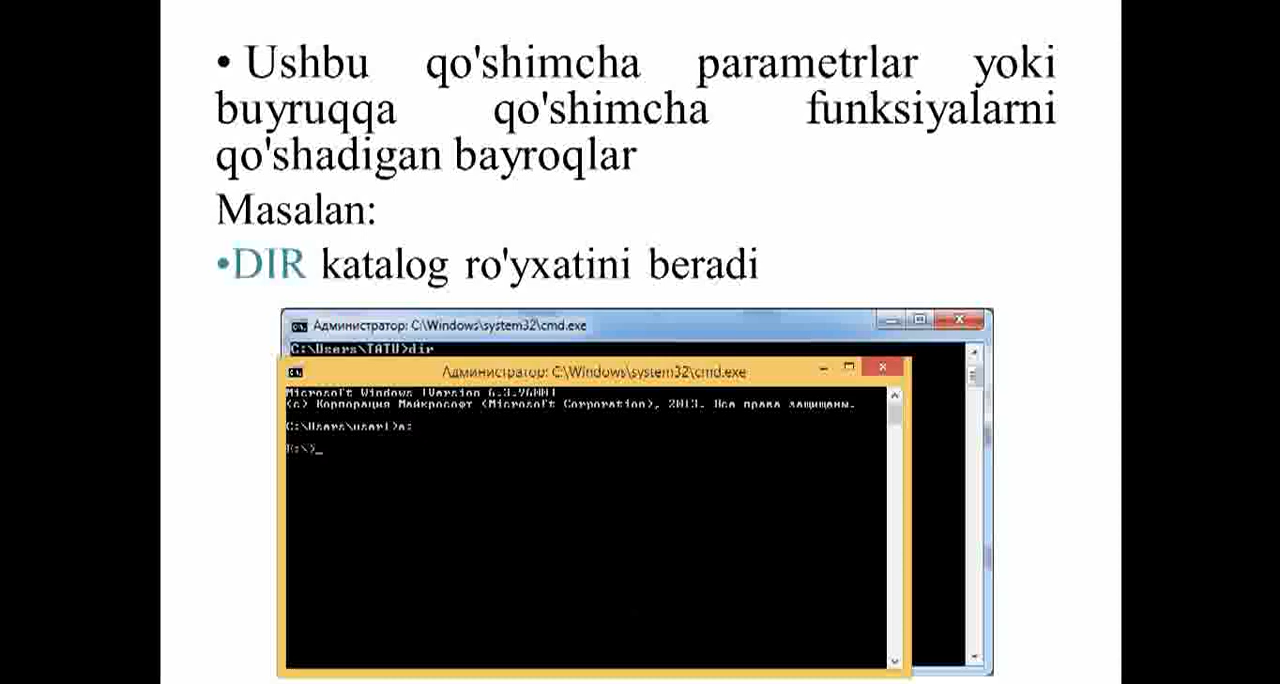 • Ushbu qo'shimcha parametrlar yoki
buyruqqa qo'shimcha funksiyalarni
qo'shadigan bayroqlar
Masalan:
•DIR katalog ro'yxatini beradi
Администратор: C:\Windows\system32\cmd.exe
C:\Users\TATU>dir
Администратор: C:\Windows\system32\cmd.exe
Microsoft Windows [Version 6.3.9600]
(c) Корпорация Майкрософт (Microsoft Corporation), 2013. Все права защищены.
C:\Users\user1>e:
E:\>_